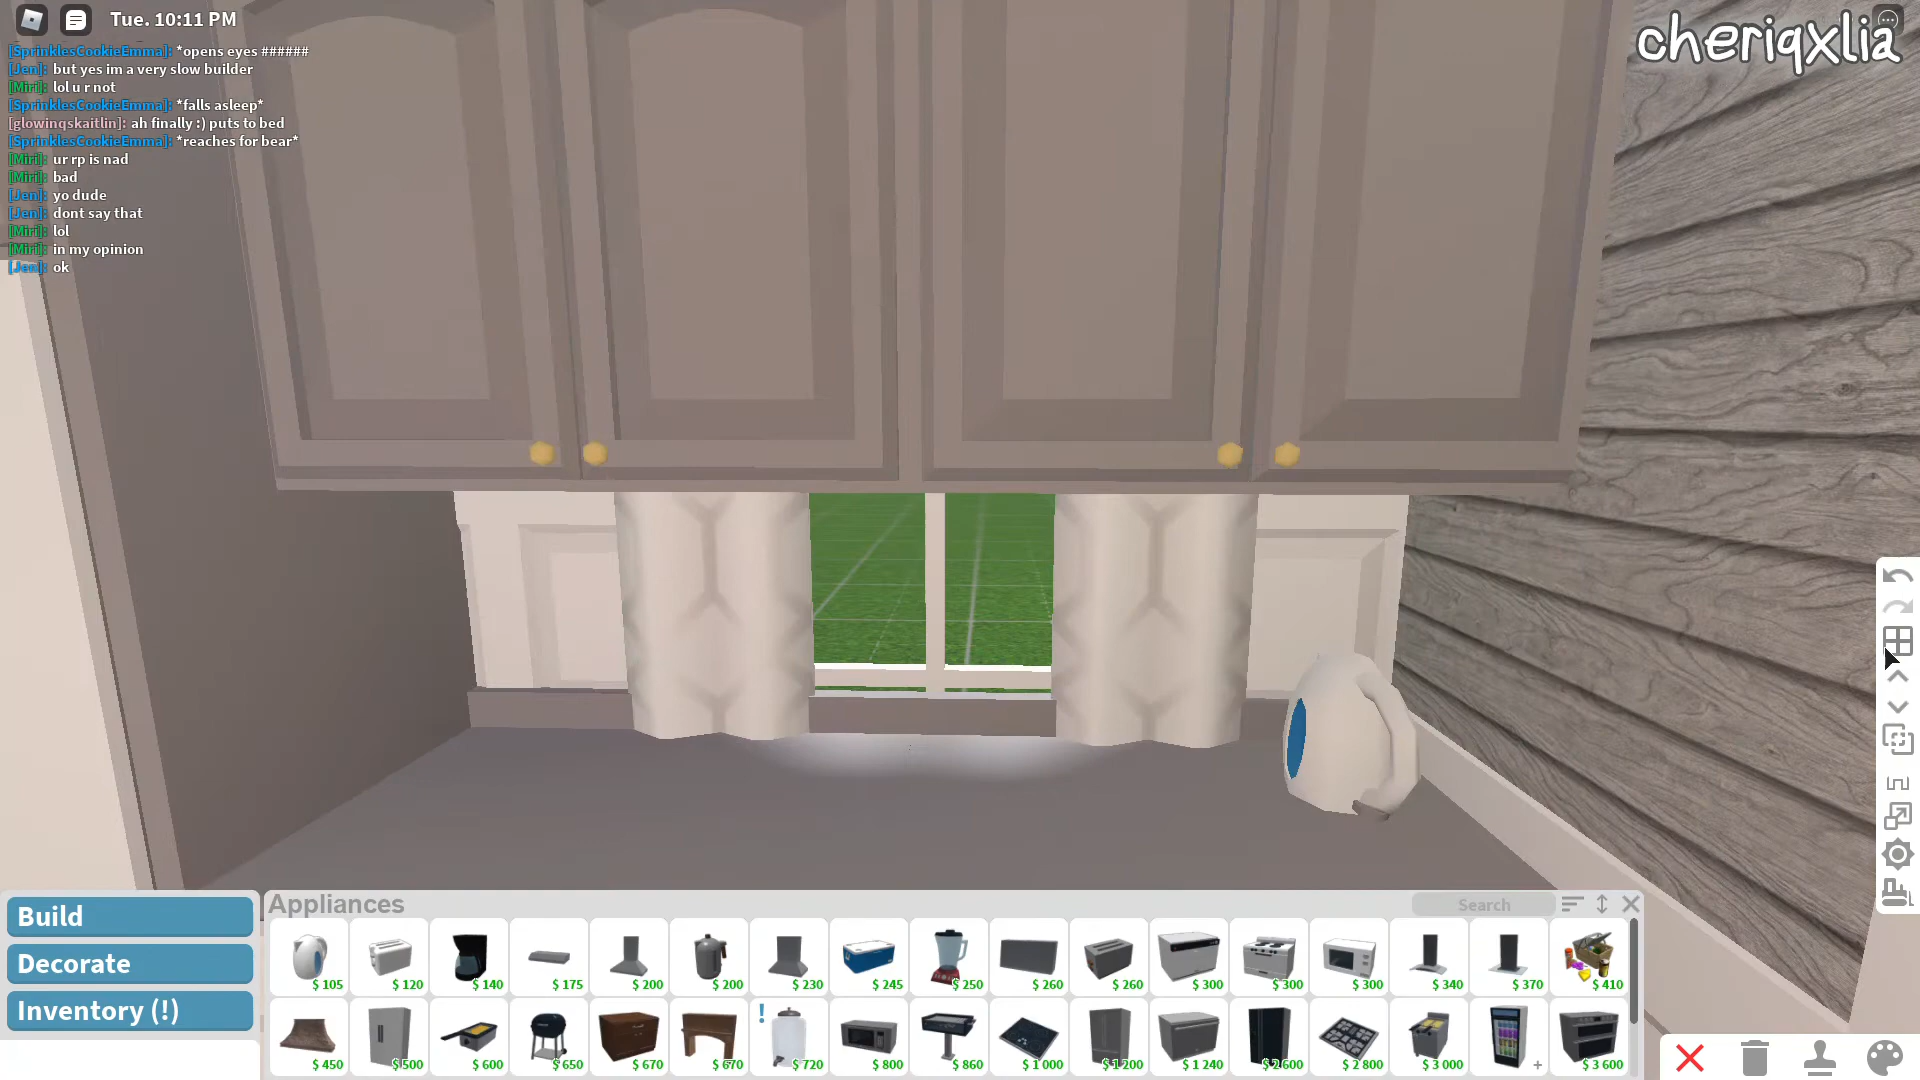 Tue. 10:11 PM
cheriqxlia
[SprinklesCookieEmma]: *opens eyes ######
[Jen]: but yes im a very slow builder
[Miri]: lol u r not
[SprinklesCookieEmma]: *falls asleep*
[glowinqskaitlin]: ah finally :) puts to bed
[SprinklesCookieEmma]: *reaches for bear*
[Miri]: ur rp is nad
[Miri]: bad
[Jen]: yo dude
[Jen]: dont say that
[Miri]: lol
[Miri]: in my opinion
[Jen]: ok
Build
Decorate
Inventory (!)
Appliances
Search
$ 105 $ 120 $ 140 $ 175 $ 200 $ 200 $ 230 $ 245 $ 250 $ 260 $ 260 $ 300 $ 300 $ 300 $ 340 $ 370 $ 410
!
$ 450 $ 500 $ 600 $ 650 $ 670 $ 670 $ 720 $ 800 $ 860 $ 1 000 $ 1 200 $ 1 240 $ 2 600 $ 2 800 $ 3 000 + $ 3 600